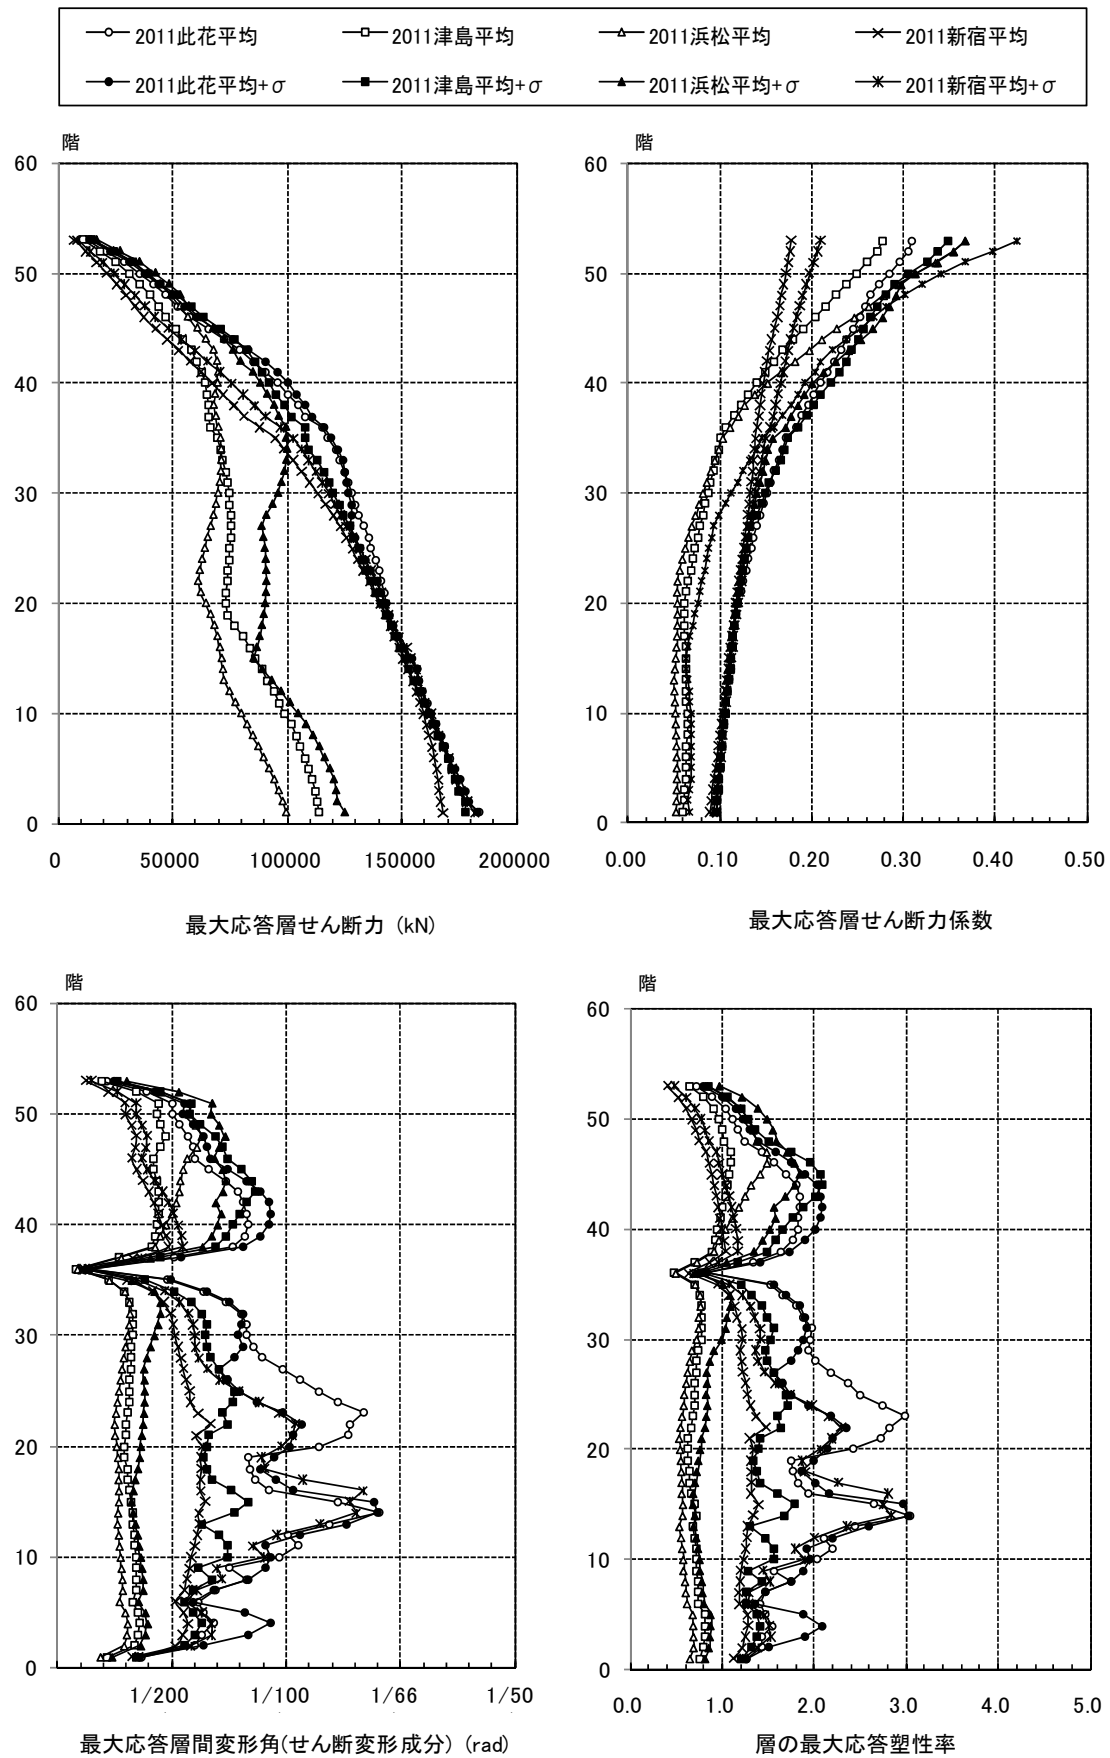 2011此花平均 2011津島平均 2011浜松平均 2011新宿平均
2011此花平均+σ 2011津島平均+σ 2011浜松平均+σ 2011新宿平均+σ
階 階
60 60
50 50
40 40
30 30
20 20
10 10
0 0
0 50000 100000 150000 200000 0.00 0.10 0.20 0.30 0.40 0.50
最大応答層せん断力 (kN) 最大応答層せん断力係数
階 階
60 60
50 50
40 40
30 30
20 20
10 10
0 0
1/200 1/100 1/66 1/50 0.0 1.0 2.0 3.0 4.0 5.0
最大応答層間変形角(せん断変形成分) (rad) 層の最大応答塑性率